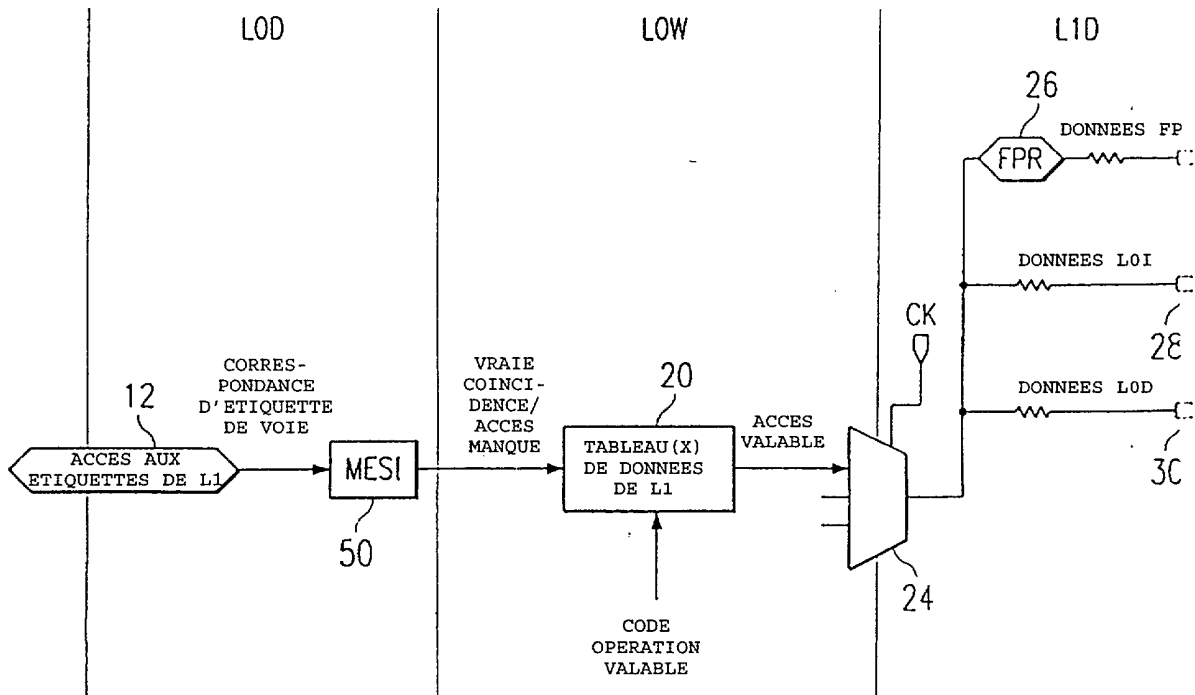 L0D
L0W
L1D
26
DONNEES FP
FPR
DONNEES L0I
28
CK
DONNEES L0D
30
CORRES-
PONDANCE
D'ETIQUETTE
DE VOIE
12
ACCES AUX
ETIQUETTES DE L1
MESI
50
VRAIE
COINCI-
DENCE/
ACCES
MANQUE
20
TABLEAU(X)
DE DONNEES
DE L1
ACCES
VALABLE
24
CODE
OPERATION
VALABLE